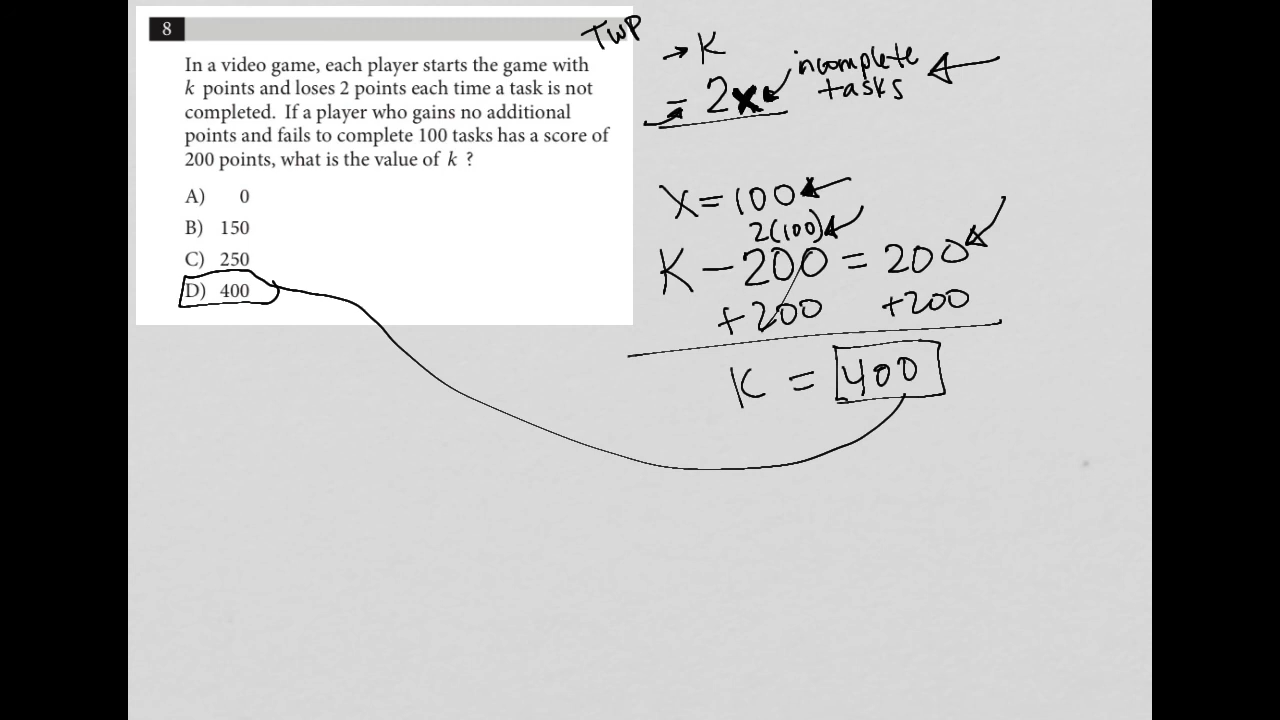 8
In a video game, each player starts the game with
k points and loses 2 points each time a task is not
completed. If a player who gains no additional
points and fails to complete 100 tasks has a score of
200 points, what is the value of k ?
A) 0
B) 150
C) 250
D) 400
TWP
→ K
= 2x
incomplete
tasks
x = 100
2(100)
K - 200 = 200
+200 +200
K = 400